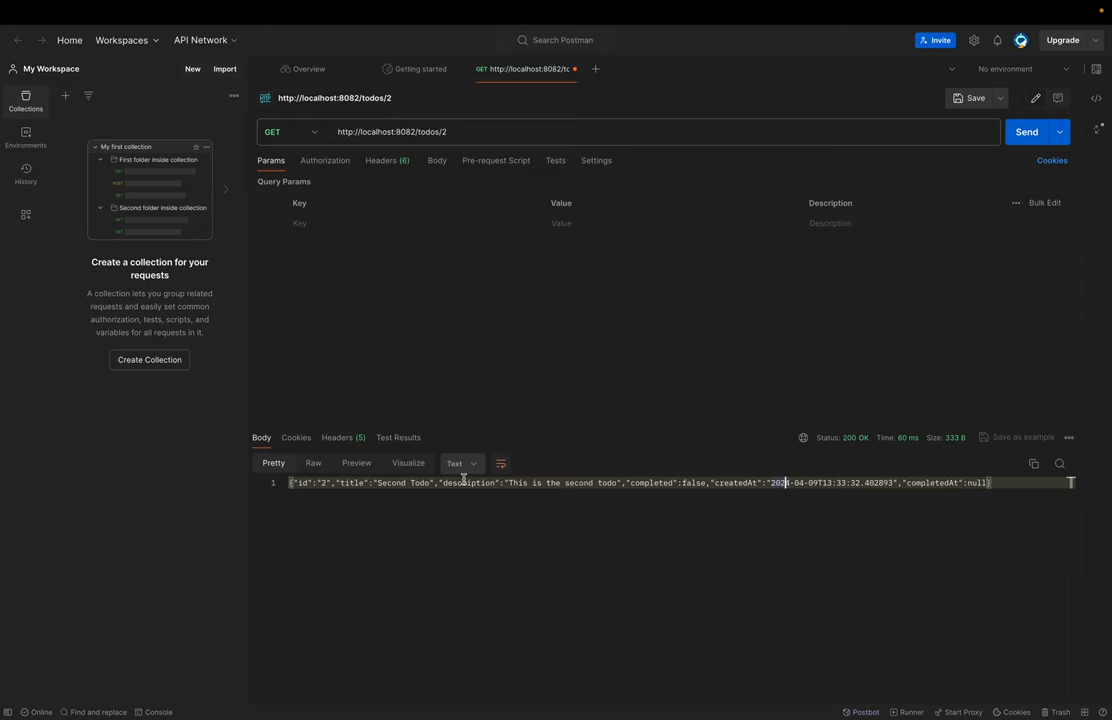 Home Workspaces API Network Search Postman Invite Upgrade
My Workspace New Import Overview Getting started GET http://localhost:8082/tc No environment
Collections
Environments
History
My first collection
First folder inside collection
GET
POST
GET
Second folder inside collection
GET
GET
Create a collection for your
requests
A collection lets you group related
requests and easily set common
authorization, tests, scripts, and
variables for all requests in it.
Create Collection
HTTP http://localhost:8082/todos/2 Save
GET http://localhost:8082/todos/2 Send
Params Authorization Headers (6) Body Pre-request Script Tests Settings Cookies
Query Params
Key Value Description Bulk Edit
Key Value Description
Body Cookies Headers (5) Test Results Status: 200 OK Time: 60 ms Size: 333 B Save as example
Pretty Raw Preview Visualize Text
1 {"id":"2","title":"Second Todo","description":"This is the second todo","completed":false,"createdAt":"2024-04-09T13:33:32.402893","completedAt":null}
Online Find and replace Console Postbot Runner Start Proxy Cookies Trash